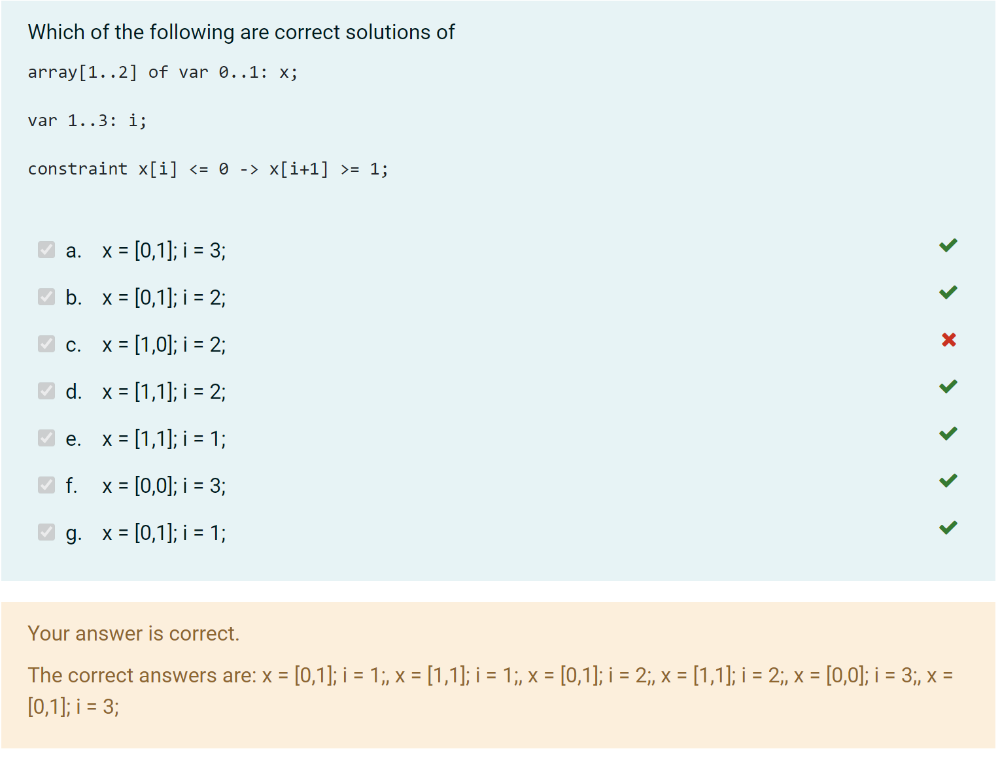 Which of the following are correct solutions of
array[1..2] of var 0..1: x;
var 1..3: i;
constraint x[i] <= 0 -> x[i+1] >= 1;
a. x = [0,1]; i = 3;
b. x = [0,1]; i = 2;
c. x = [1,0]; i = 2;
d. x = [1,1]; i = 2;
e. x = [1,1]; i = 1;
f. x = [0,0]; i = 3;
g. x = [0,1]; i = 1;
Your answer is correct.
The correct answers are: x = [0,1]; i = 1;, x = [1,1]; i = 1;, x = [0,1]; i = 2;, x = [1,1]; i = 2;, x = [0,0]; i = 3;, x =
[0,1]; i = 3;